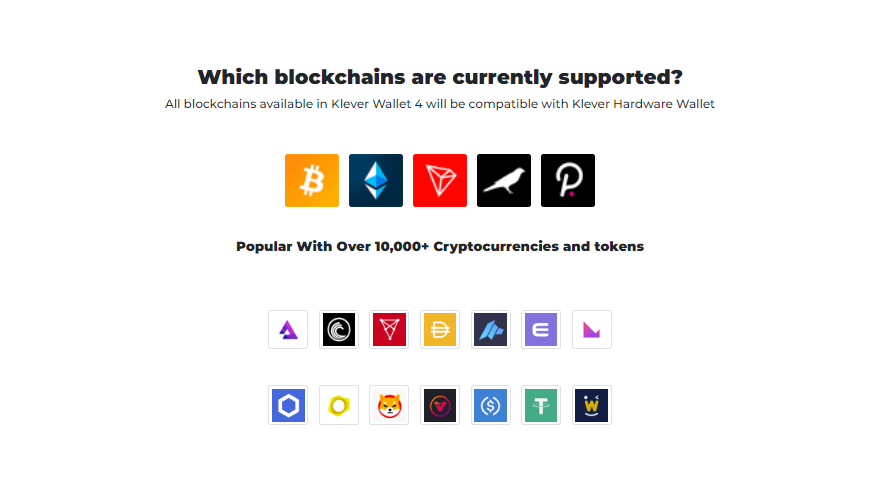 Which blockchains are currently supported?
All blockchains available in Klever Wallet 4 will be compatible with Klever Hardware Wallet
Popular With Over 10,000+ Cryptocurrencies and tokens